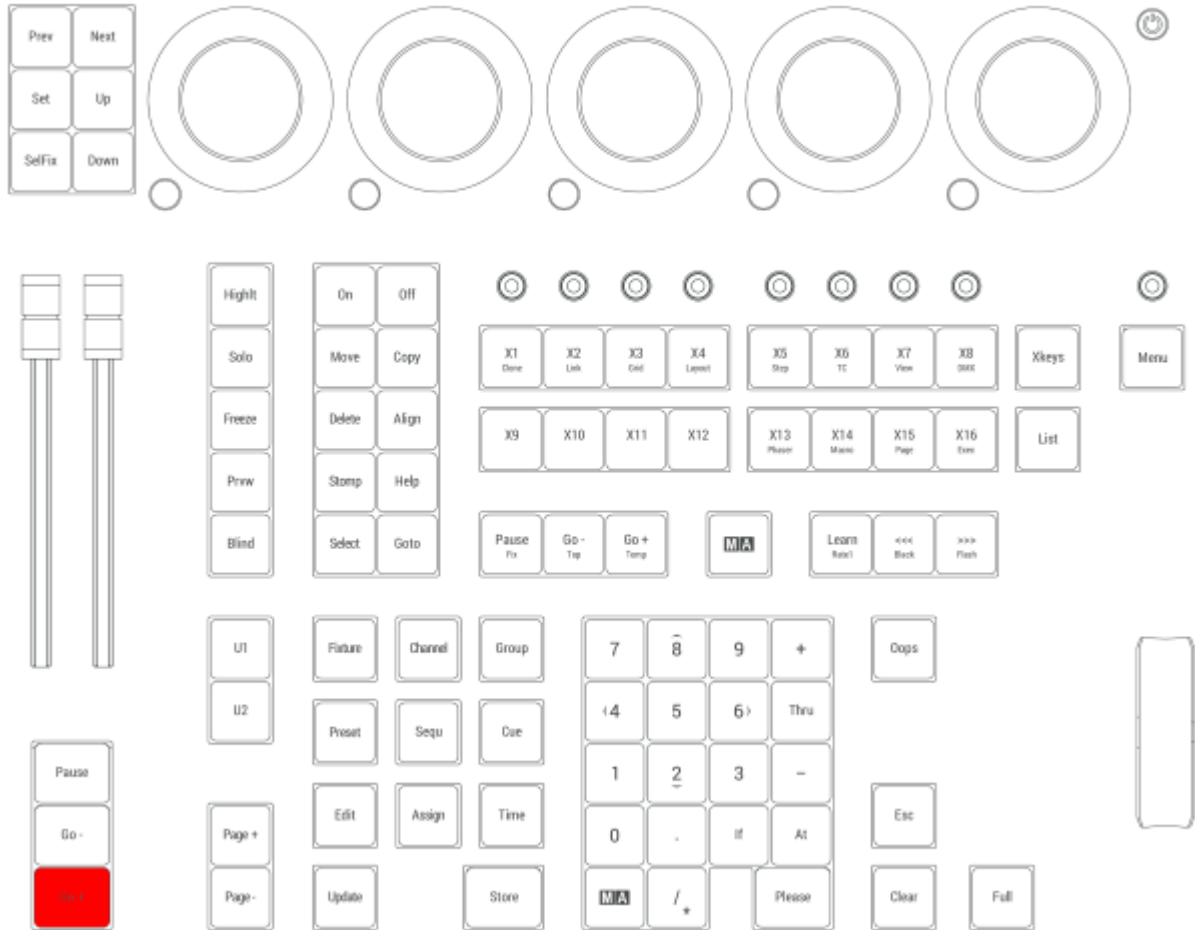 Prev Next
Set Up
SelFix Down
Highlt On Off
Solo Move Copy X1 X2 X3 X4 X5 X6 X7 X8 Xkeys Menu
Clone Link Grid Layout Step TC View DMX
Freeze Delete Align X9 X10 X11 X12 X13 X14 X15 X16 List
Phaser Macro Page Exec
Prvw Stomp Help
Blind Select Goto Pause Go - Go + MA Learn <<< >>>
Fix Top Temp Rate1 Black Flash
U1 Fixture Channel Group 7 8 9 + Oops
U2 Preset Sequ Cue 4 5 6 Thru
Pause 1 2 3 -
Go - Page + Edit Assign Time 0 . If At Esc
Go + Page - Update Store MA / * Please Clear Full